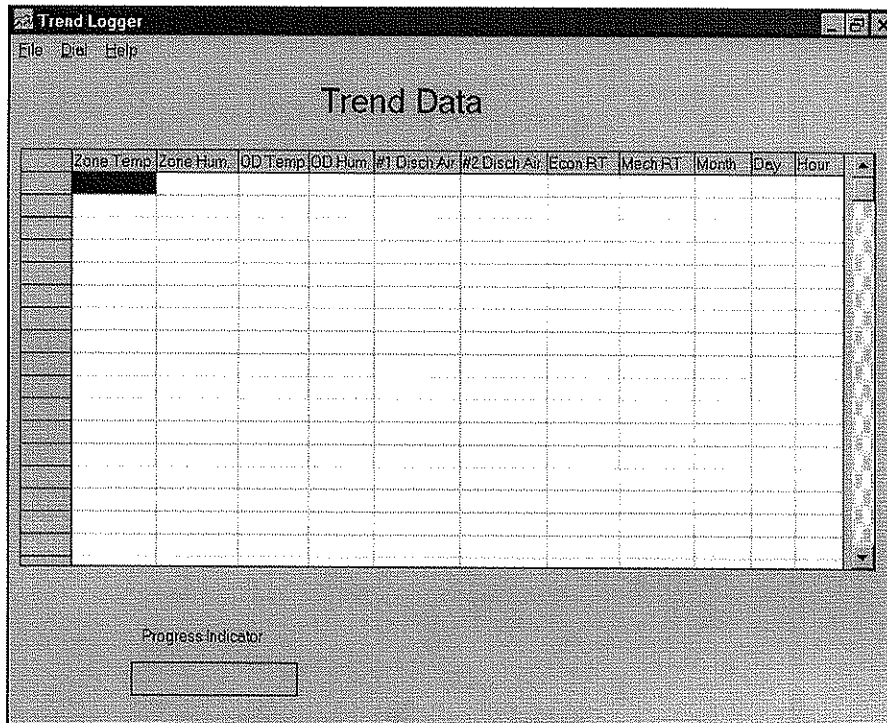 Trend Logger
File Dial Help
Trend Data
Zone Temp Zone Hum. OD Temp OD Hum. #1 Disch Air #2 Disch Air Econ RT Mech RT Month Day Hour
Progress Indicator